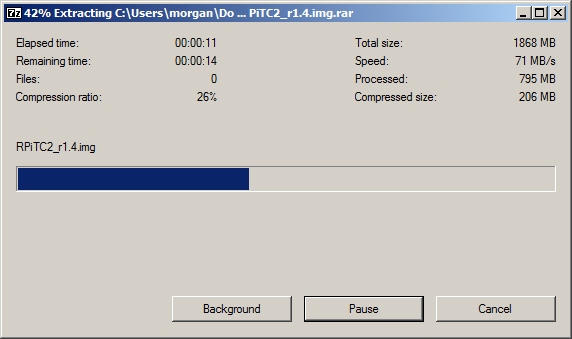 7z 42% Extracting C:\Users\morgan\Do ... PiTC2_r1.4.img.rar
Elapsed time: 00:00:11 Total size: 1868 MB
Remaining time: 00:00:14 Speed: 71 MB/s
Files: 0 Processed: 795 MB
Compression ratio: 26% Compressed size: 206 MB
RPiTC2_r1.4.img
Background Pause Cancel